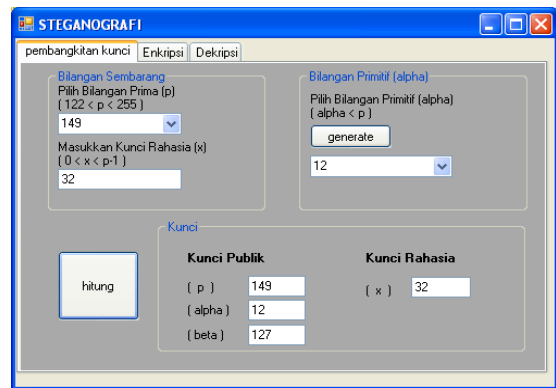 STEGANOGRAFI
pembangkitan kunci Enkripsi Dekripsi
Bilangan Sembarang
Pilih Bilangan Prima (p)
( 122 < p < 255 )
149
Masukkan Kunci Rahasia (x)
( 0 < x < p-1 )
32
Bilangan Primitif (alpha)
Pilih Bilangan Primitif (alpha)
( alpha < p )
generate
12
hitung
Kunci
Kunci Publik
( p ) 149
( alpha ) 12
( beta ) 127
Kunci Rahasia
( x ) 32